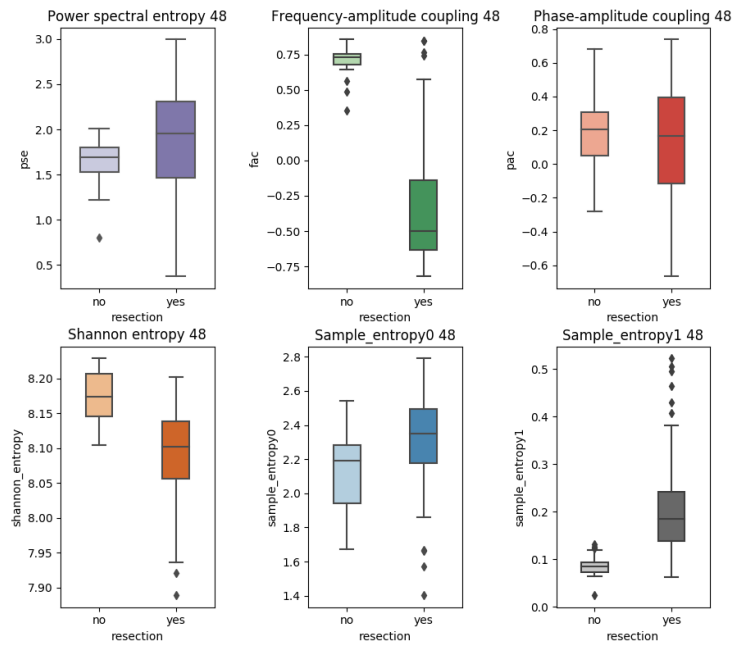 Power spectral entropy 48
pse
3.0
2.5
2.0
1.5
1.0
0.5
no
yes
resection
Frequency-amplitude coupling 48
fac
0.75
0.50
0.25
0.00
−0.25
−0.50
−0.75
no
yes
resection
Phase-amplitude coupling 48
pac
0.8
0.6
0.4
0.2
0.0
−0.2
−0.4
−0.6
no
yes
resection
Shannon entropy 48
shannon_entropy
8.20
8.15
8.10
8.05
8.00
7.95
7.90
no
yes
resection
Sample_entropy0 48
sample_entropy0
2.8
2.6
2.4
2.2
2.0
1.8
1.6
1.4
no
yes
resection
Sample_entropy1 48
sample_entropy1
0.5
0.4
0.3
0.2
0.1
0.0
no
yes
resection